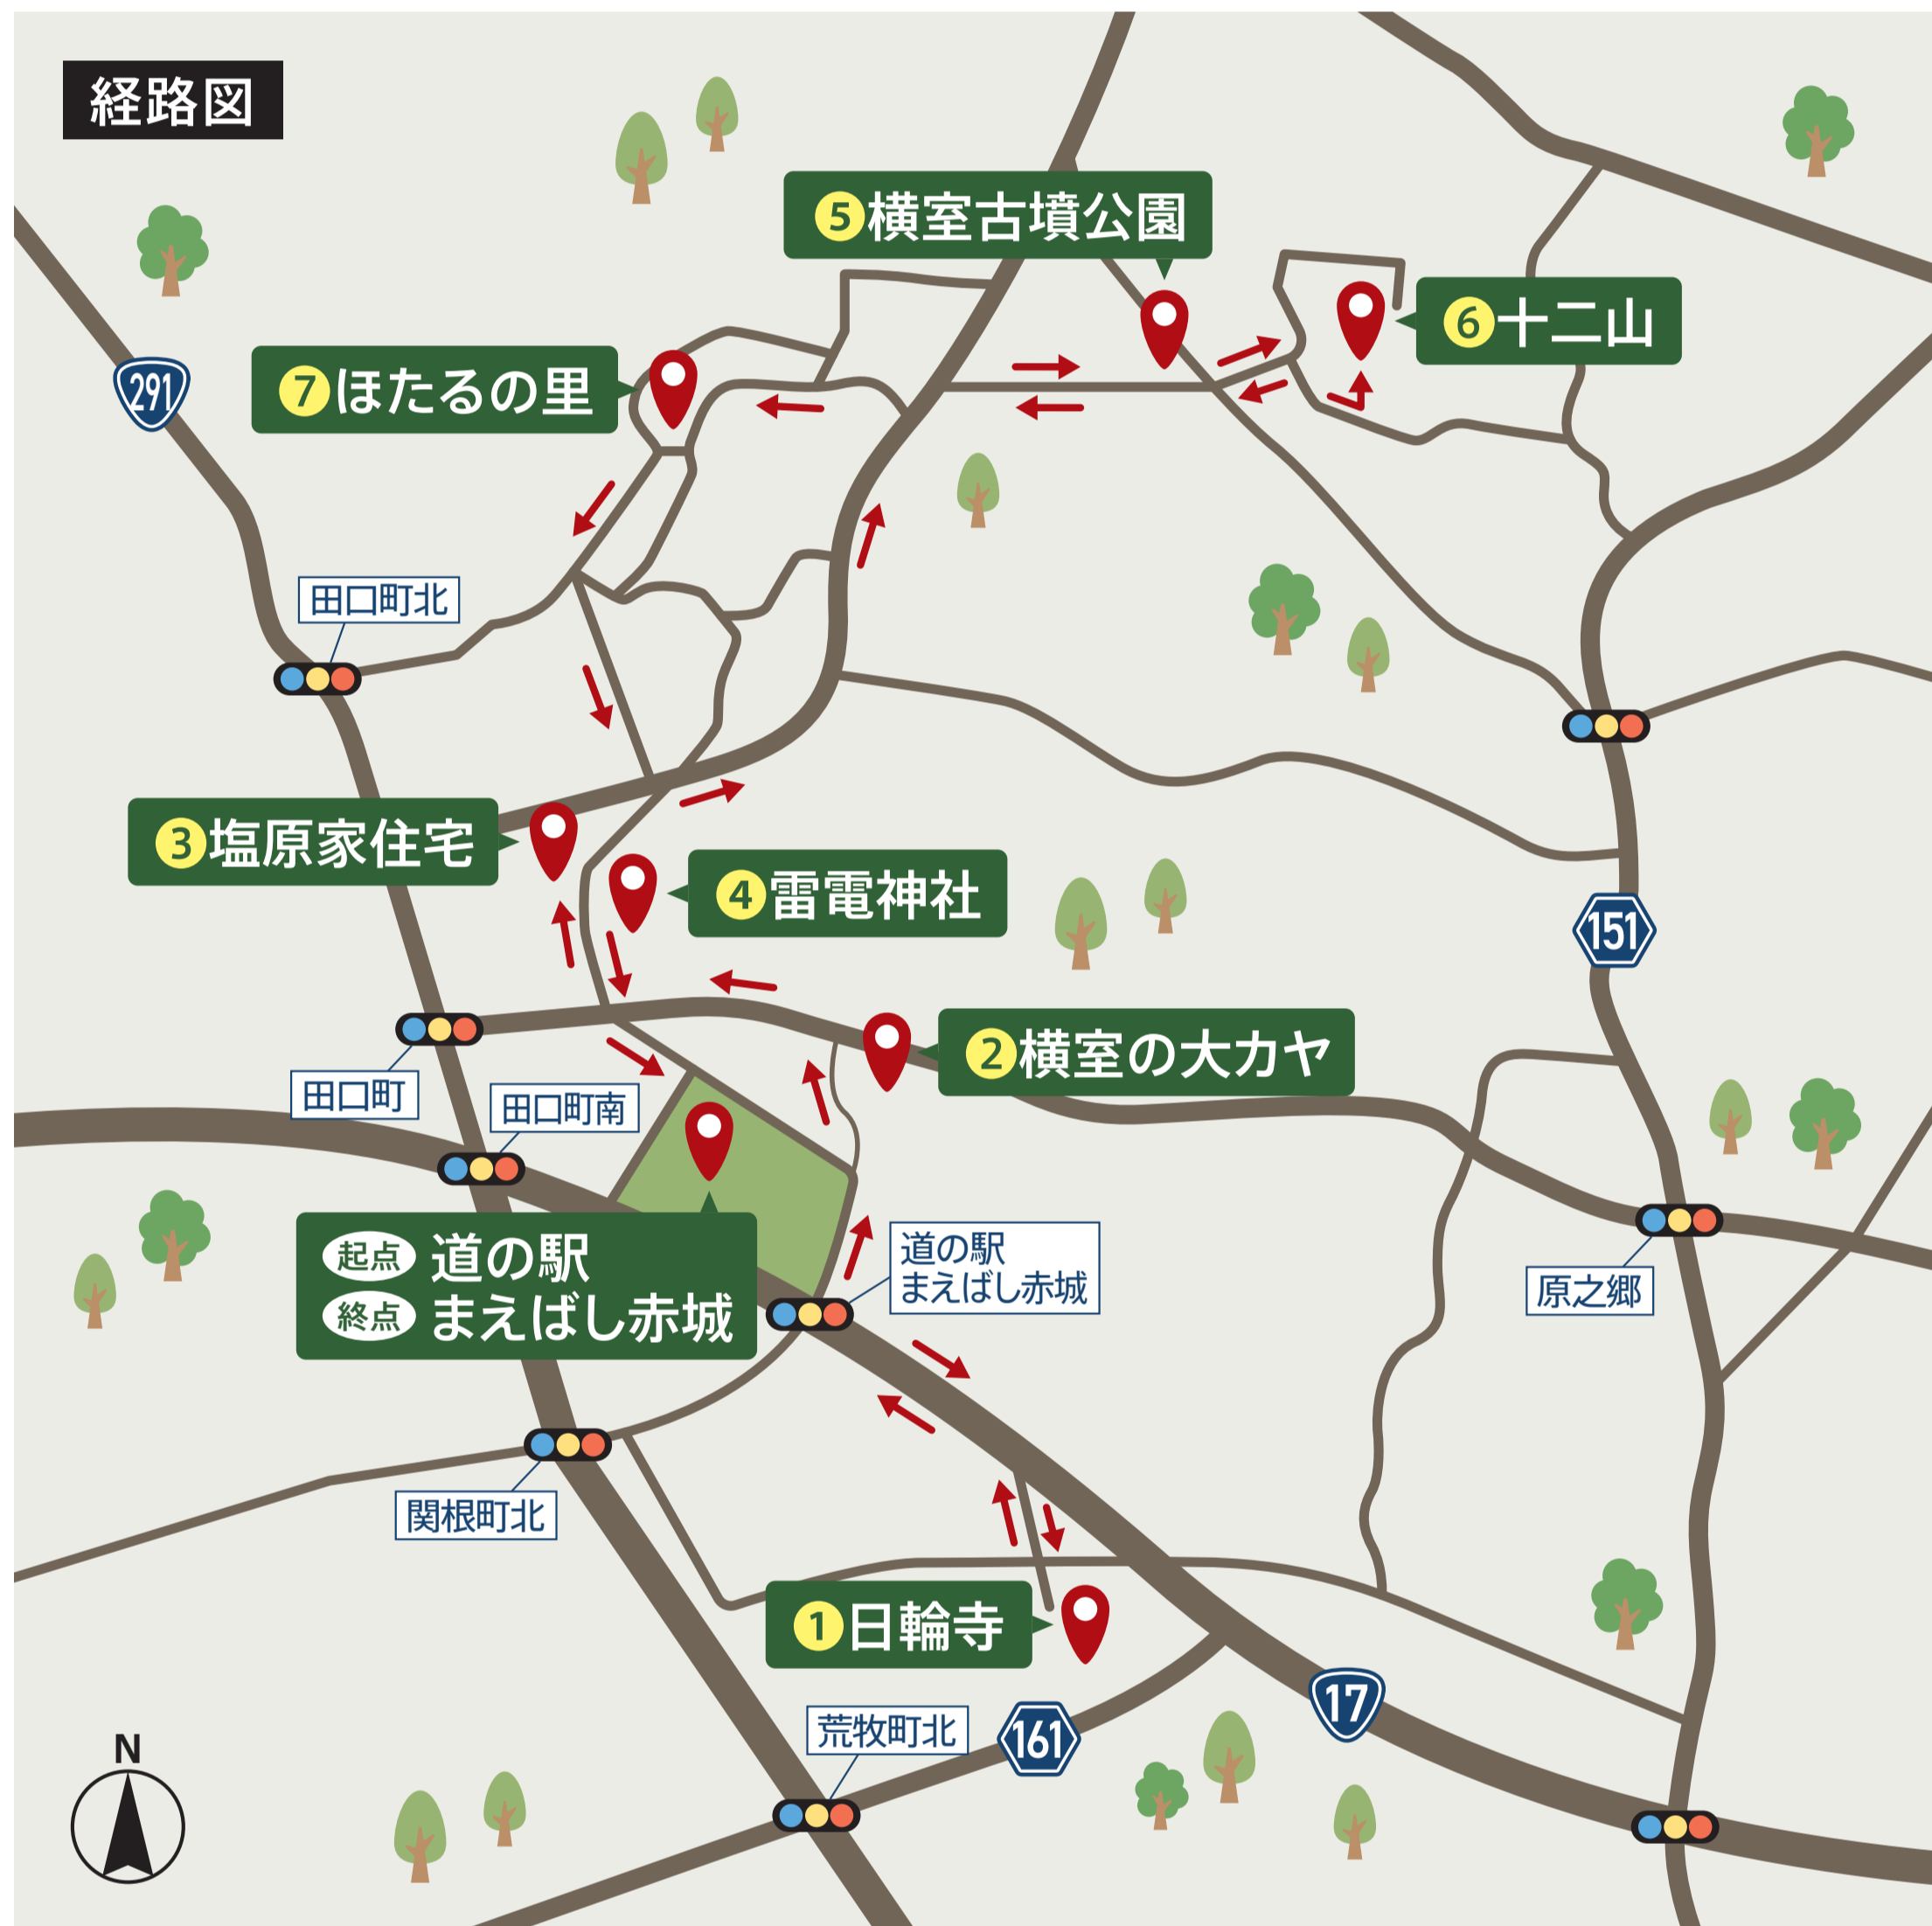 経路図
5横室古墳公園
6十二山
7ほたるの里
291
田口町北
3塩原家住宅
4雷電神社
151
2横室の大カヤ
田口町
田口町南
起点 道の駅
終点 まえばし赤城
道の駅
まえばし赤城
原之郷
関根町北
1日輪寺
17
荒牧町北
161
N